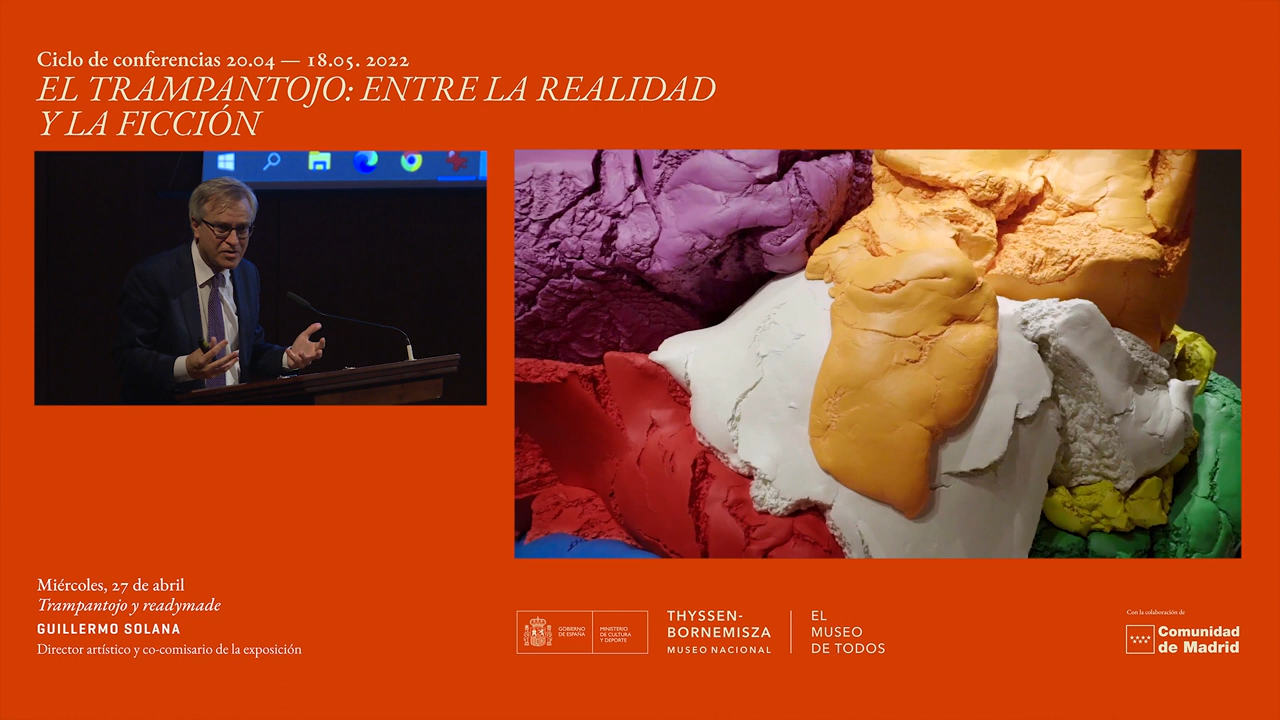 Ciclo de conferencias 20.04 — 18.05. 2022
EL TRAMPANTOJO: ENTRE LA REALIDAD
Y LA FICCIÓN
Miércoles, 27 de abril
Trampantojo y readymade
GUILLERMO SOLANA
Director artístico y co-comisario de la exposición
GOBIERNO
DE ESPAÑA
MINISTERIO
DE CULTURA
Y DEPORTE
THYSSEN-
BORNEMISZA
MUSEO NACIONAL
EL
MUSEO
DE TODOS
Con la colaboración de
Comunidad
de Madrid